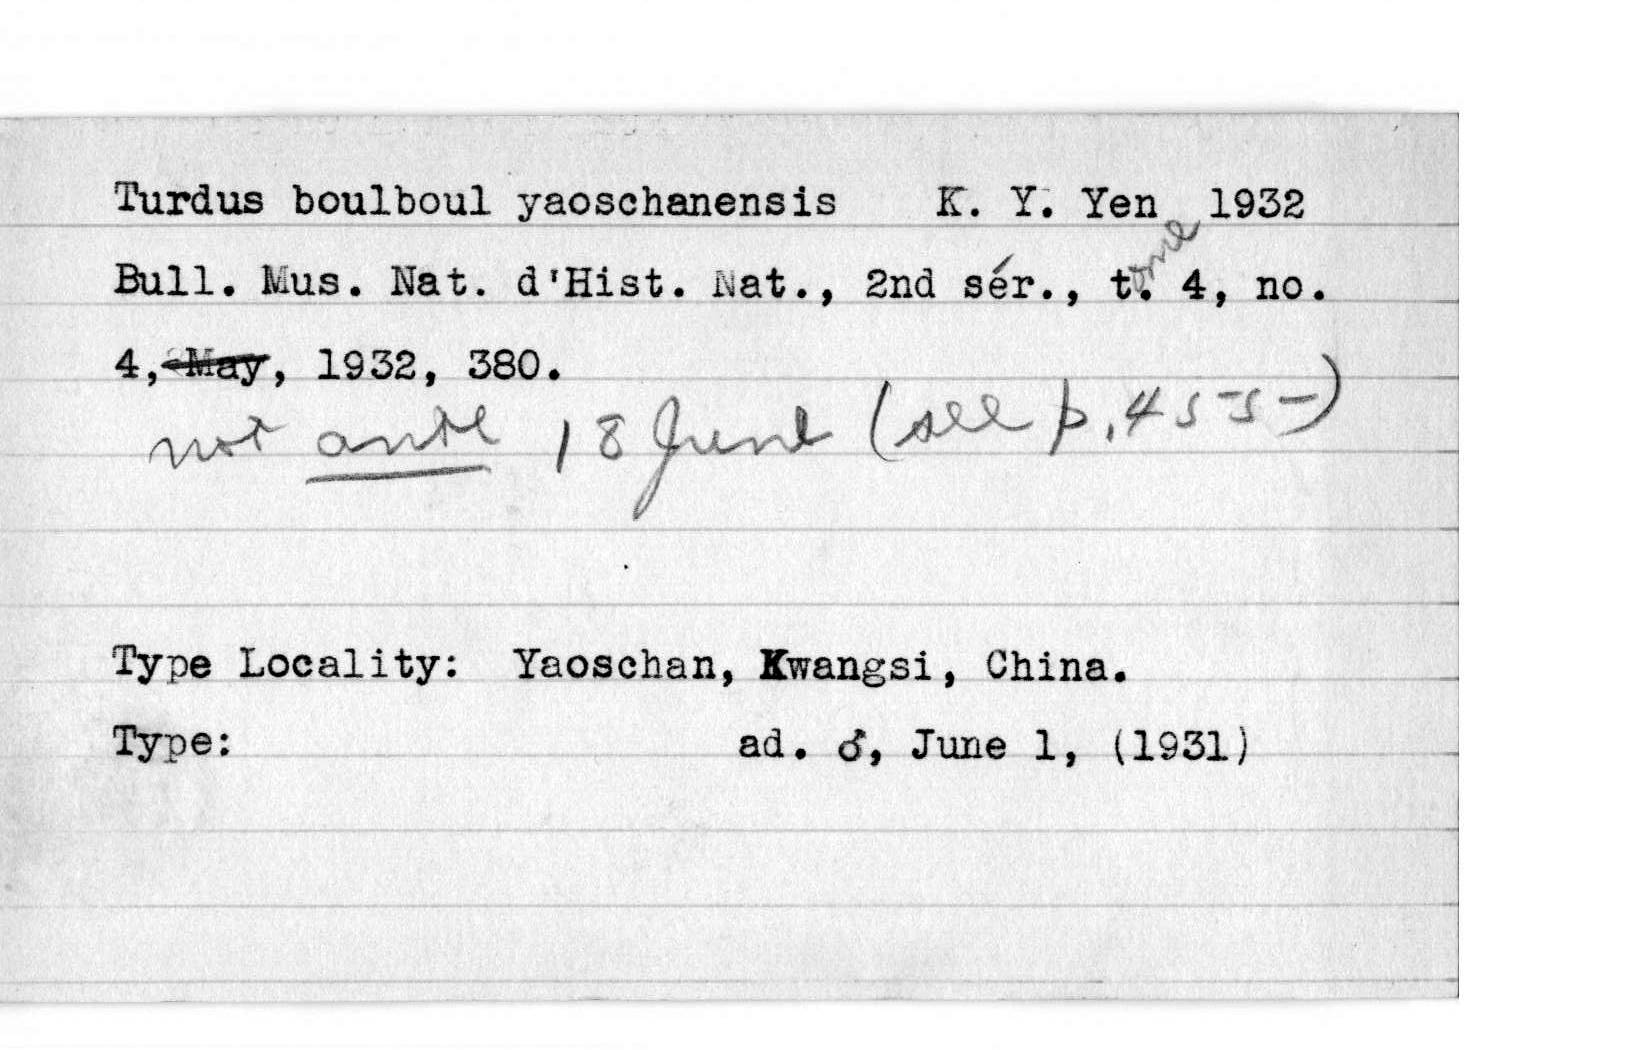 Turdus boulboul yaoschanensis K. Y. Yen 1932
Bull. Mus. Nat. d'Hist. Nat., 2nd sér., tome 4, no.
4, May, 1932, 380.
not ante 18 June (see p. 455)
Type Locality: Yaoschan, Kwangsi, China.
Type: ad. ♂, June 1, (1931)